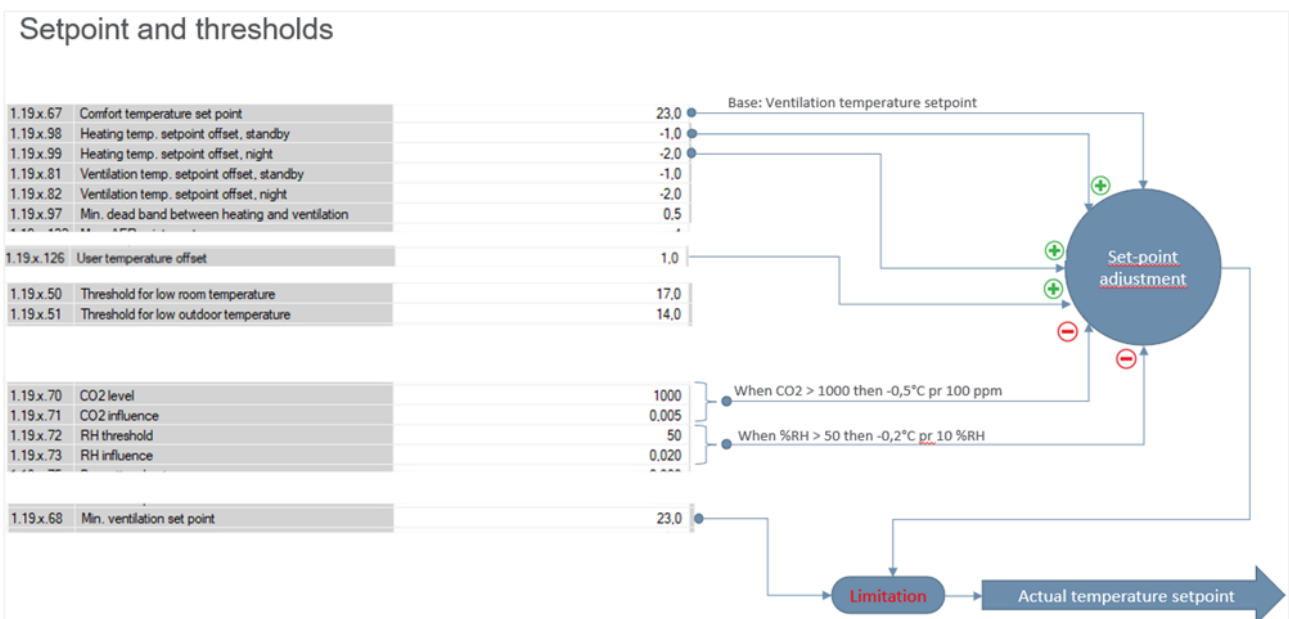 Setpoint and thresholds
Base: Ventilation temperature setpoint
1.19.x.67 Comfort temperature set point 23,0
1.19.x.98 Heating temp. setpoint offset, standby -1,0
1.19.x.99 Heating temp. setpoint offset, night -2,0
1.19.x.81 Ventilation temp. setpoint offset, standby -1,0
1.19.x.82 Ventilation temp. setpoint offset, night -2,0
1.19.x.97 Min. dead band between heating and ventilation 0,5
1.19.x.126 User temperature offset 1,0
Set-point
adjustment
1.19.x.50 Threshold for low room temperature 17,0
1.19.x.51 Threshold for low outdoor temperature 14,0
1.19.x.70 CO2 level 1000
When CO2 > 1000 then -0,5°C pr 100 ppm
1.19.x.71 CO2 influence 0,005
1.19.x.72 RH threshold 50
When %RH > 50 then -0,2°C pr 10 %RH
1.19.x.73 RH influence 0,020
1.19.x.68 Min. ventilation set point 23,0
Limitation
Actual temperature setpoint